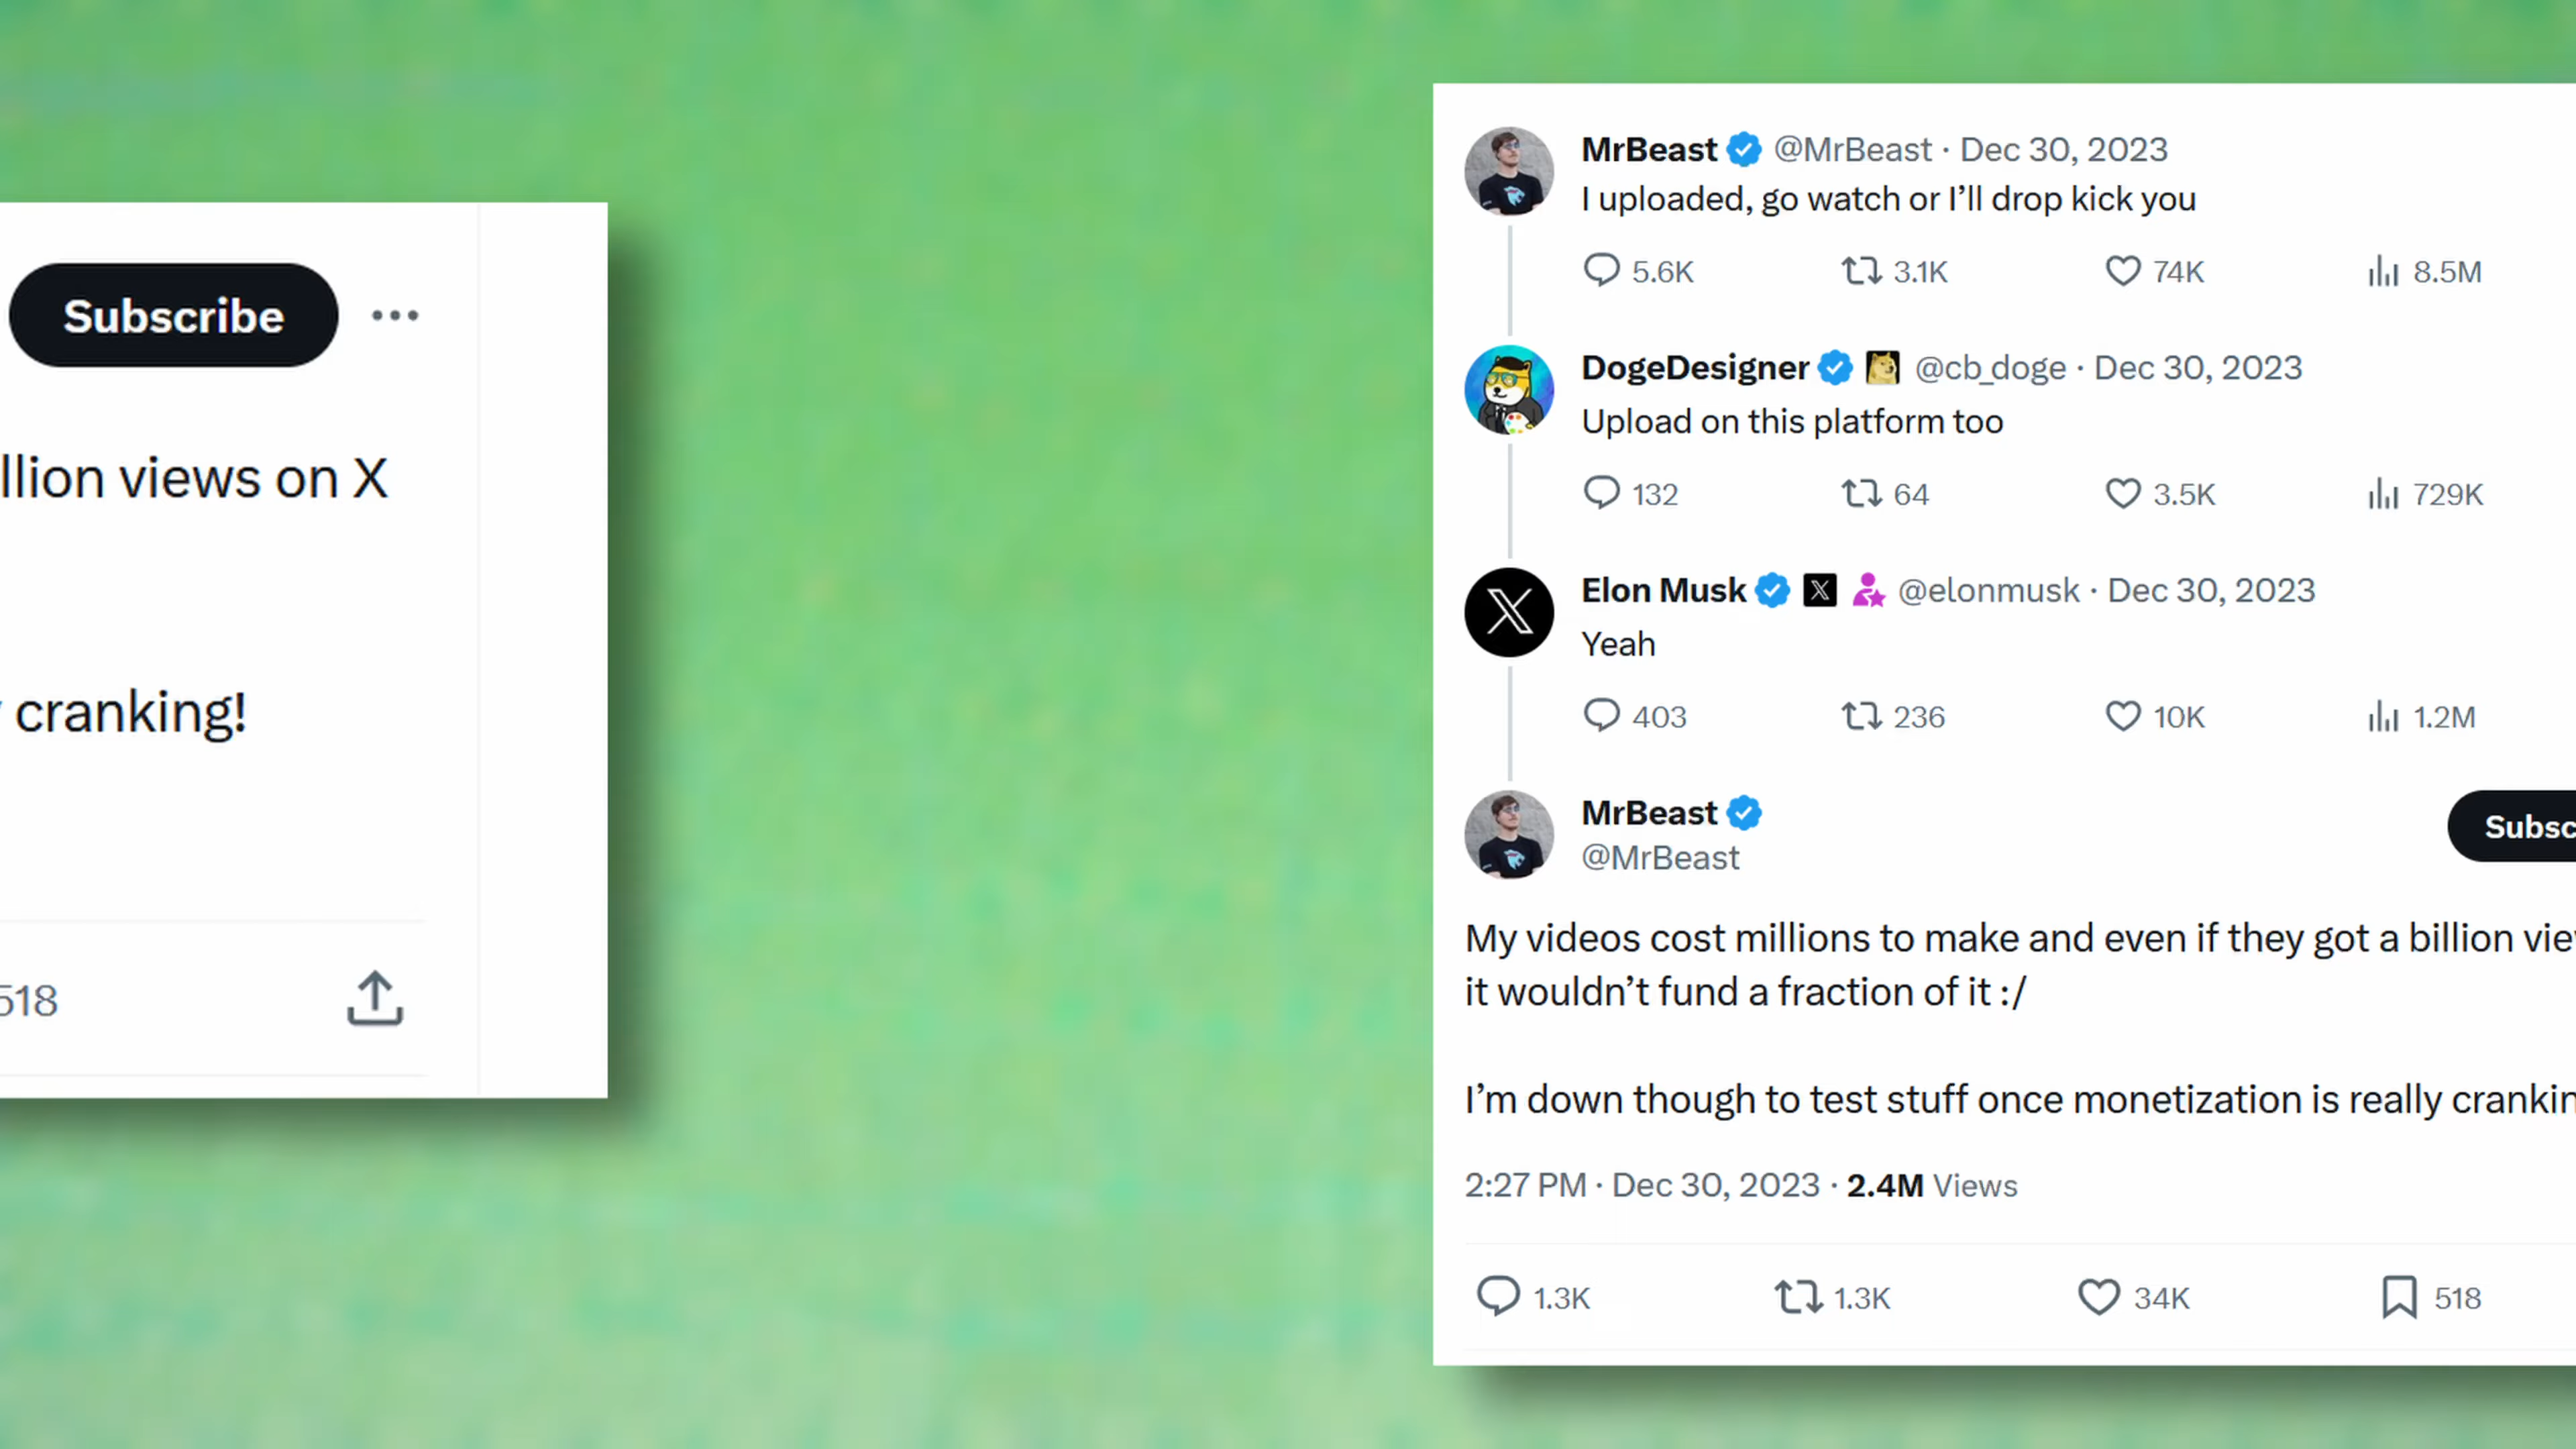 Subscribe
llion views on X
cranking!
518
MrBeast @MrBeast · Dec 30, 2023
I uploaded, go watch or I’ll drop kick you
5.6K 3.1K 74K 8.5M
DogeDesigner @cb_doge · Dec 30, 2023
Upload on this platform too
132 64 3.5K 729K
Elon Musk @elonmusk · Dec 30, 2023
Yeah
403 236 10K 1.2M
MrBeast
@MrBeast
Subsc
My videos cost millions to make and even if they got a billion vie
it wouldn’t fund a fraction of it :/
I’m down though to test stuff once monetization is really crankin
2:27 PM · Dec 30, 2023 · 2.4M Views
1.3K 1.3K 34K 518